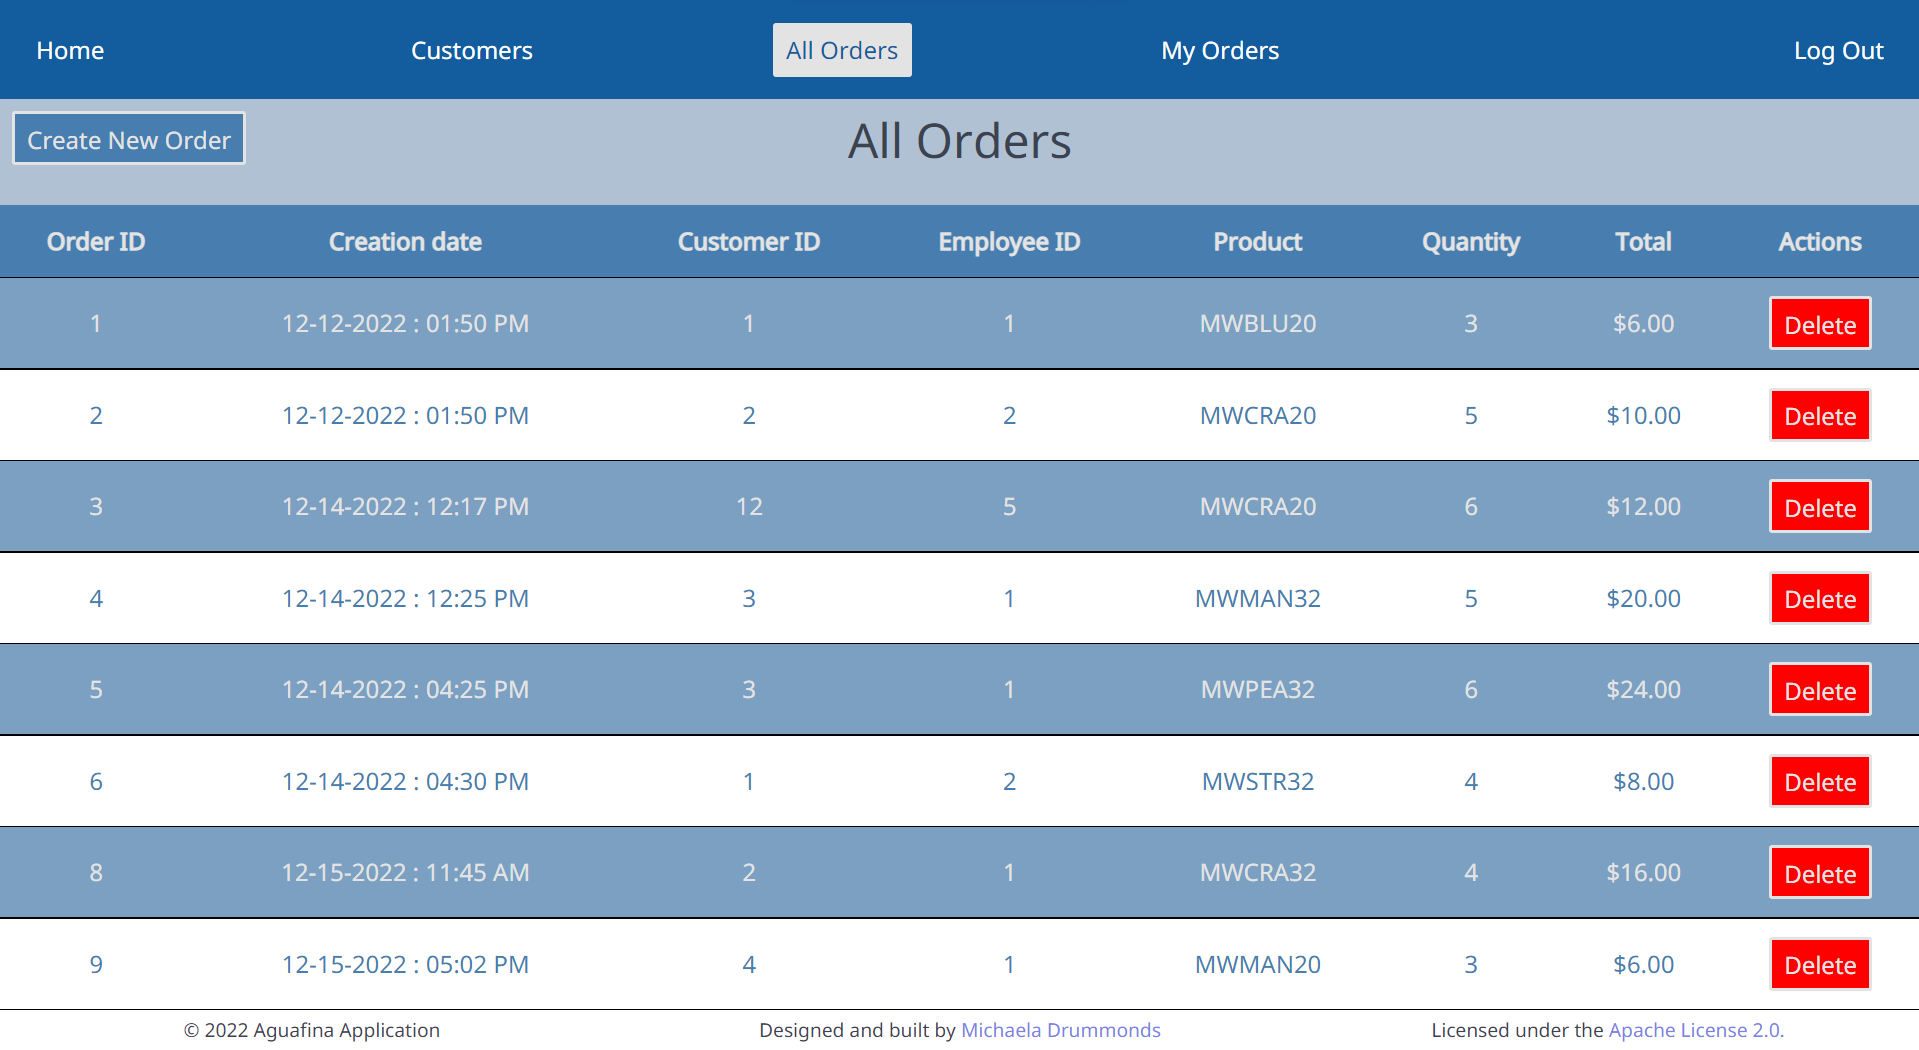 Home Customers All Orders My Orders Log Out
Create New Order All Orders
Order ID Creation date Customer ID Employee ID Product Quantity Total Actions
1 12-12-2022 : 01:50 PM 1 1 MWBLU20 3 $6.00 Delete
2 12-12-2022 : 01:50 PM 2 2 MWCRA20 5 $10.00 Delete
3 12-14-2022 : 12:17 PM 12 5 MWCRA20 6 $12.00 Delete
4 12-14-2022 : 12:25 PM 3 1 MWMAN32 5 $20.00 Delete
5 12-14-2022 : 04:25 PM 3 1 MWPEA32 6 $24.00 Delete
6 12-14-2022 : 04:30 PM 1 2 MWSTR32 4 $8.00 Delete
8 12-15-2022 : 11:45 AM 2 1 MWCRA32 4 $16.00 Delete
9 12-15-2022 : 05:02 PM 4 1 MWMAN20 3 $6.00 Delete
© 2022 Aguafina Application Designed and built by Michaela Drummonds Licensed under the Apache License 2.0.